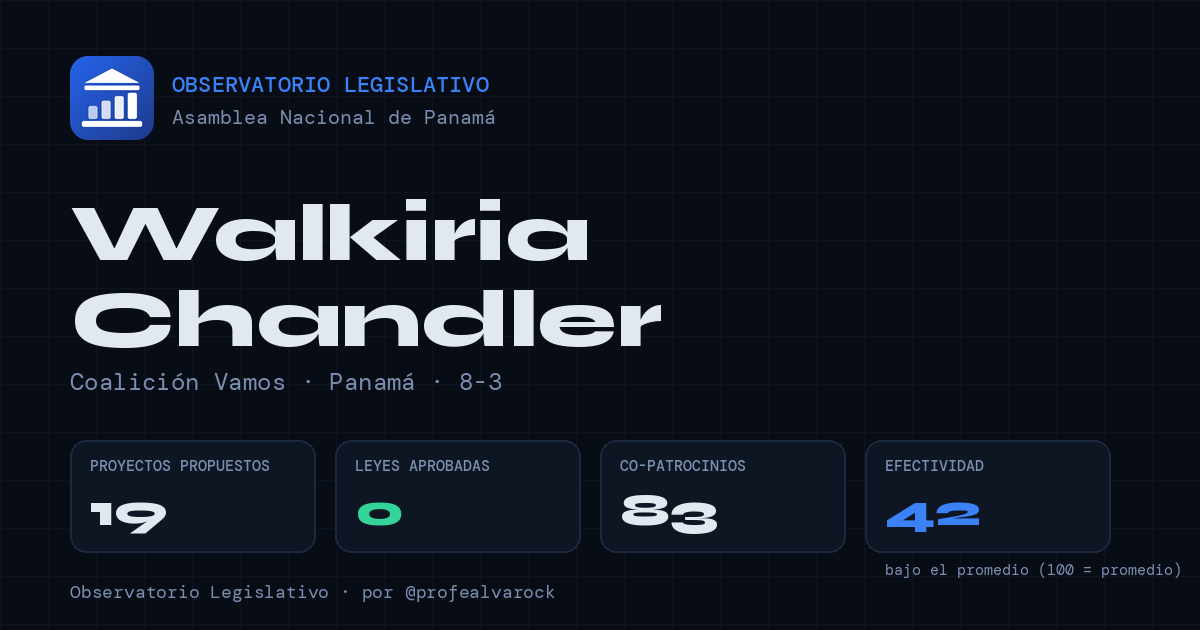 OBSERVATORIO LEGISLATIVO
Asamblea Nacional de Panamá
Walkiria
Chandler
Coalición Vamos · Panamá · 8-3
PROYECTOS PROPUESTOS
19
LEYES APROBADAS
0
CO-PATROCINIOS
83
EFECTIVIDAD
42
bajo el promedio (100 = promedio)
Observatorio Legislativo · por @profealvarock